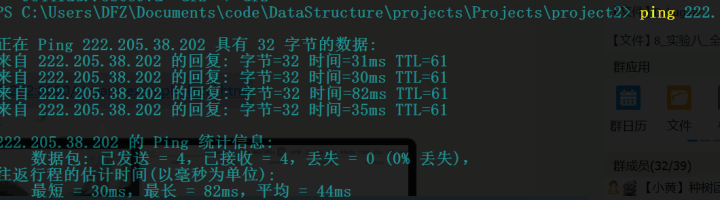 PS C:\Users\DFZ\Documents\code\DataStructure\projects\Projects\project2> ping 222.
正在 Ping 222.205.38.202 具有 32 字节的数据:
来自 222.205.38.202 的回复: 字节=32 时间=31ms TTL=61
来自 222.205.38.202 的回复: 字节=32 时间=30ms TTL=61
来自 222.205.38.202 的回复: 字节=32 时间=82ms TTL=61
来自 222.205.38.202 的回复: 字节=32 时间=35ms TTL=61
222.205.38.202 的 Ping 统计信息:
数据包: 已发送 = 4，已接收 = 4，丢失 = 0 (0% 丢失)，
往返行程的估计时间(以毫秒为单位):
最短 = 30ms，最长 = 82ms，平均 = 44ms
【文件】8_实验八_全
群应用
群日历 文件
群成员(32/39)
【小黄】种树团